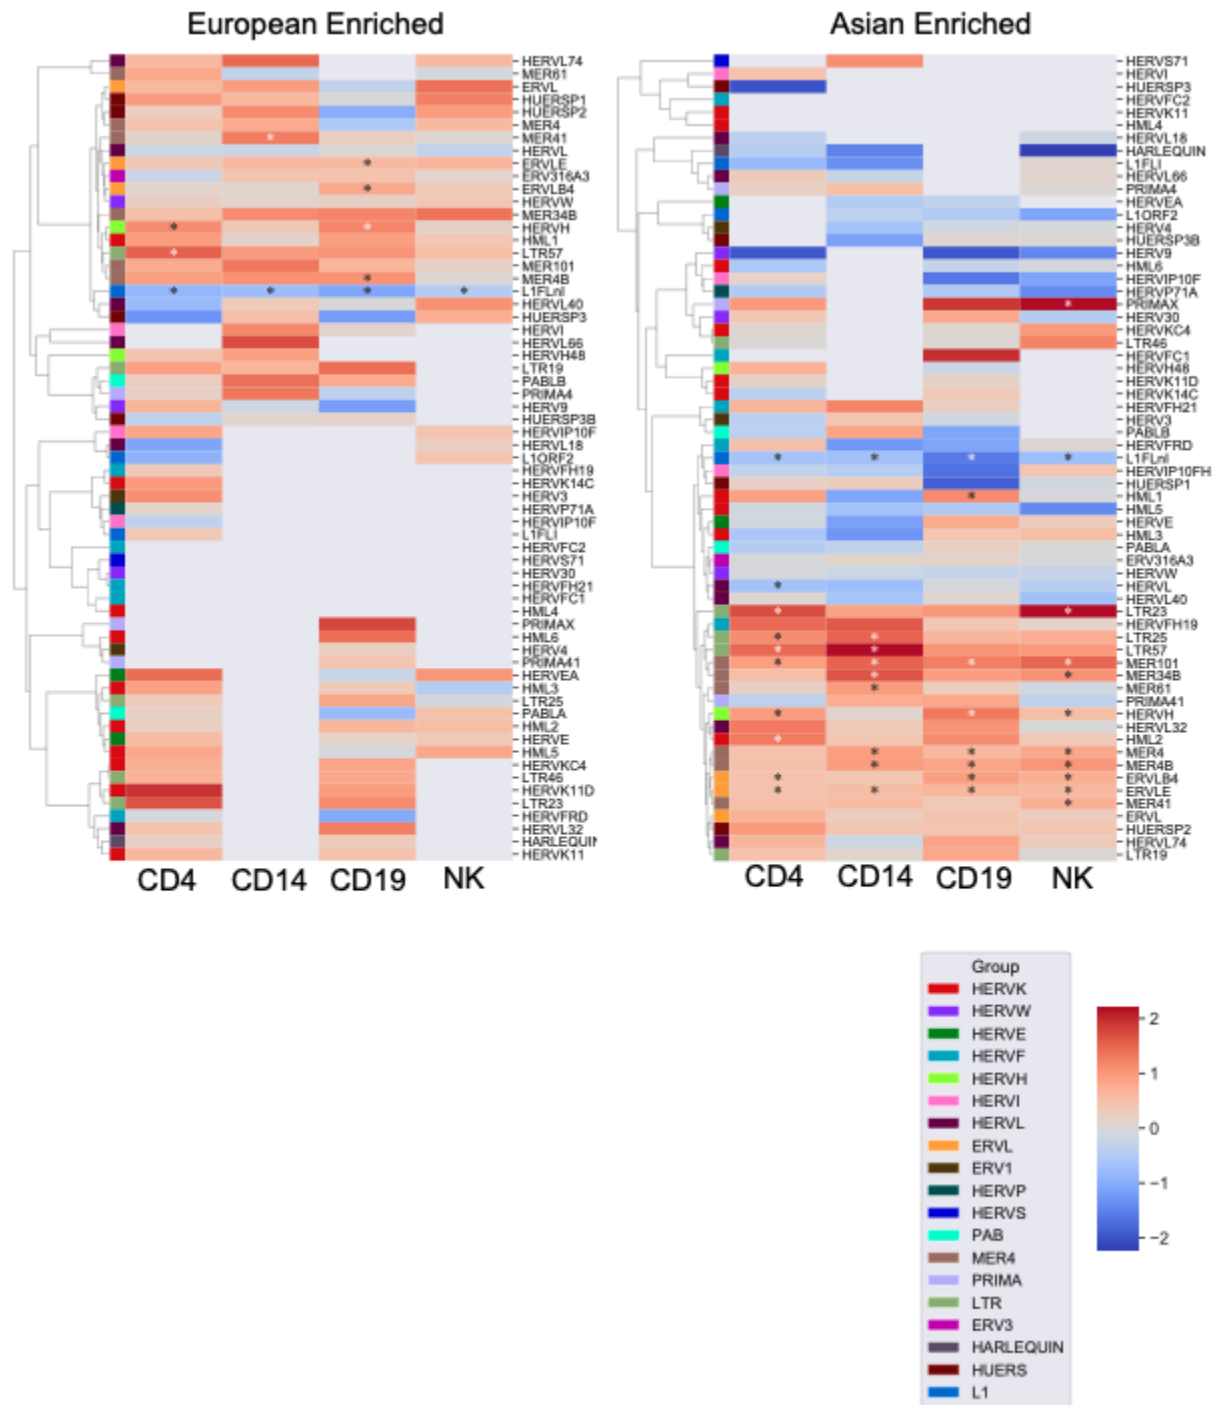 European Enriched
HERVL74
MER61
ERVL
HUERSP1
HUERSP2
MER4
MER41
HERVL
ERVLE
ERV316A3
ERVLB4
HERVW
MER34B
HERVH
HML1
LTR57
MER101
MER4B
L1FLnI
HERVL40
HUERSP3
HERVI
HERVL66
HERVH48
LTR19
PABLB
PRIMA4
HERV9
HUERSP3B
HERVIP10F
HERVL18
L1ORF2
HERVFH19
HERVK14C
HERV3
HERVP71A
HERVIP10F
L1FLI
HERVFC2
HERVS71
HERV30
HERVFH21
HERVFC1
HML4
PRIMAX
HML6
HERV4
PRIMA41
HERVEA
HML3
LTR25
PABLA
HML2
HERVE
HML5
HERVKC4
LTR46
HERVK11D
LTR23
HERVFRD
HERVL32
HARLEQUIN
HERVK11
CD4 CD14 CD19 NK
Asian Enriched
HERVS71
HERVI
HUERSP3
HERVFC2
HERVK11
HML4
HERVL18
HARLEQUIN
L1FLI
HERVL66
PRIMA4
HERVEA
L1ORF2
HERV4
HUERSP3B
HERV9
HML6
HERVIP10F
HERVP71A
PRIMAX
HERV30
HERVKC4
LTR46
HERVFC1
HERVH48
HERVK11D
HERVK14C
HERVFH21
HERV3
PABLB
HERVFRD
L1FLnI
HERVIP10FH
HUERSP1
HML1
HML5
HERVE
HML3
PABLA
ERV316A3
HERVW
HERVL
HERVL40
LTR23
HERVFH19
LTR25
LTR57
MER101
MER34B
MER61
PRIMA41
HERVH
HERVL32
HML2
MER4
MER4B
ERVLB4
ERVLE
MER41
ERVL
HUERSP2
HERVL74
LTR19
CD4 CD14 CD19 NK
Group
HERVK
HERVW
HERVE
HERVF
HERVH
HERVI
HERVL
ERVL
ERV1
HERVP
HERVS
PAB
MER4
PRIMA
LTR
ERV3
HARLEQUIN
HUERS
L1
2
1
0
−1
−2